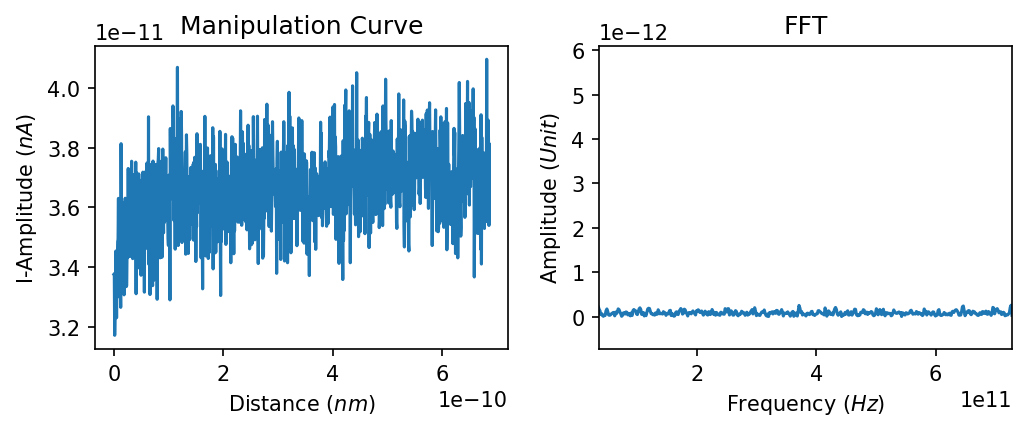 Manipulation Curve
1e−11
4.0
3.8
3.6
3.4
3.2
I-Amplitude (nA)
0
2
4
6
1e−10
Distance (nm)
FFT
1e−12
6
5
4
3
2
1
0
Amplitude (Unit)
2
4
6
1e11
Frequency (Hz)